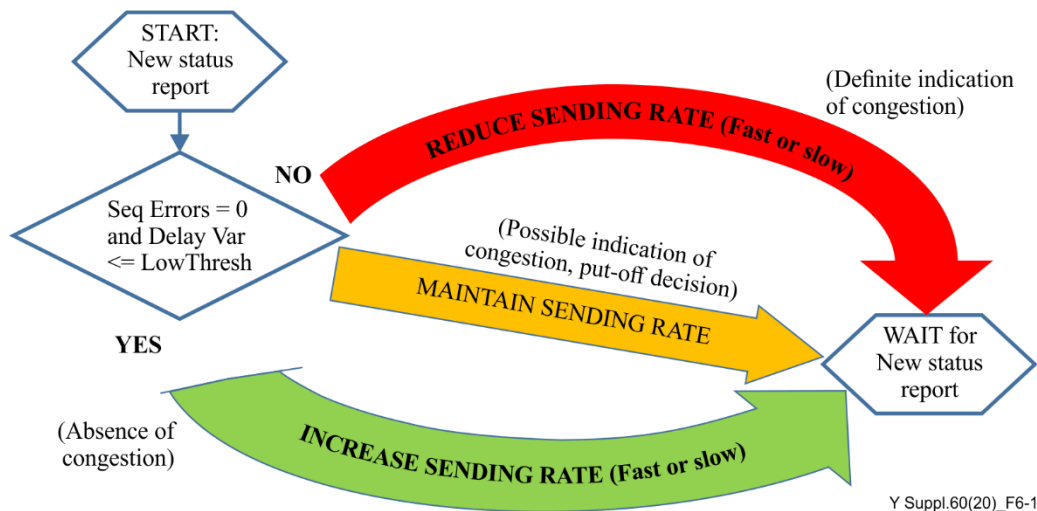 START:
New status
report
(Definite indication
of congestion)
REDUCE SENDING RATE (Fast or slow)
NO
Seq Errors = 0
and Delay Var
<= LowThresh
(Possible indication of
congestion, put-off decision)
MAINTAIN SENDING RATE
YES
WAIT for
New status
report
(Absence of
congestion)
INCREASE SENDING RATE (Fast or slow)
Y Suppl.60(20)_F6-1